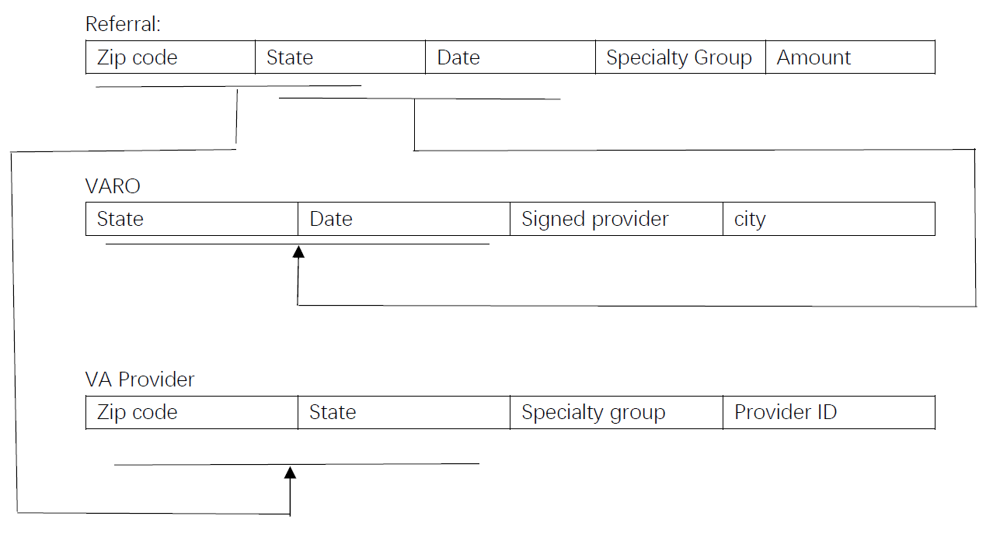 Referral:
Zip code State Date Specialty Group Amount
VARO
State Date Signed provider city
VA Provider
Zip code State Specialty group Provider ID